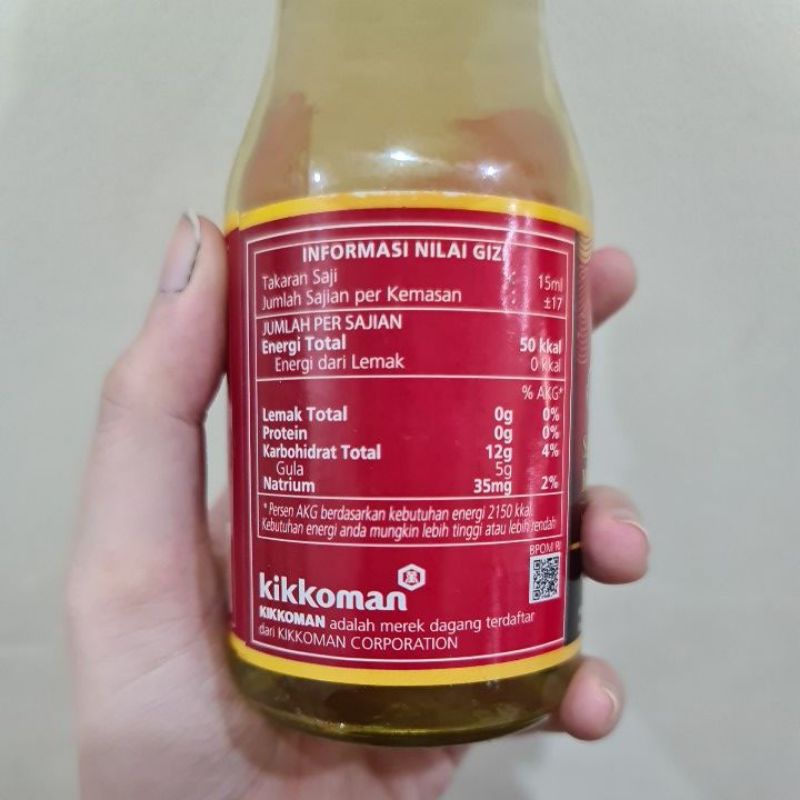 INFORMASI NILAI GIZI
Takaran Saji : 15ml
Jumlah Sajian per Kemasan : ±17
JUMLAH PER SAJIAN
Energi Total 50 kkal
Energi dari Lemak 0 kkal
% AKG*
Lemak Total 0g 0%
Protein 0g 0%
Karbohidrat Total 12g 4%
Gula 5g
Natrium 35mg 2%
* Persen AKG berdasarkan kebutuhan energi 2150 kkal.
Kebutuhan energi anda mungkin lebih tinggi atau lebih rendah
BPOM RI
kikkoman
KIKKOMAN adalah merek dagang terdaftar
dari KIKKOMAN CORPORATION